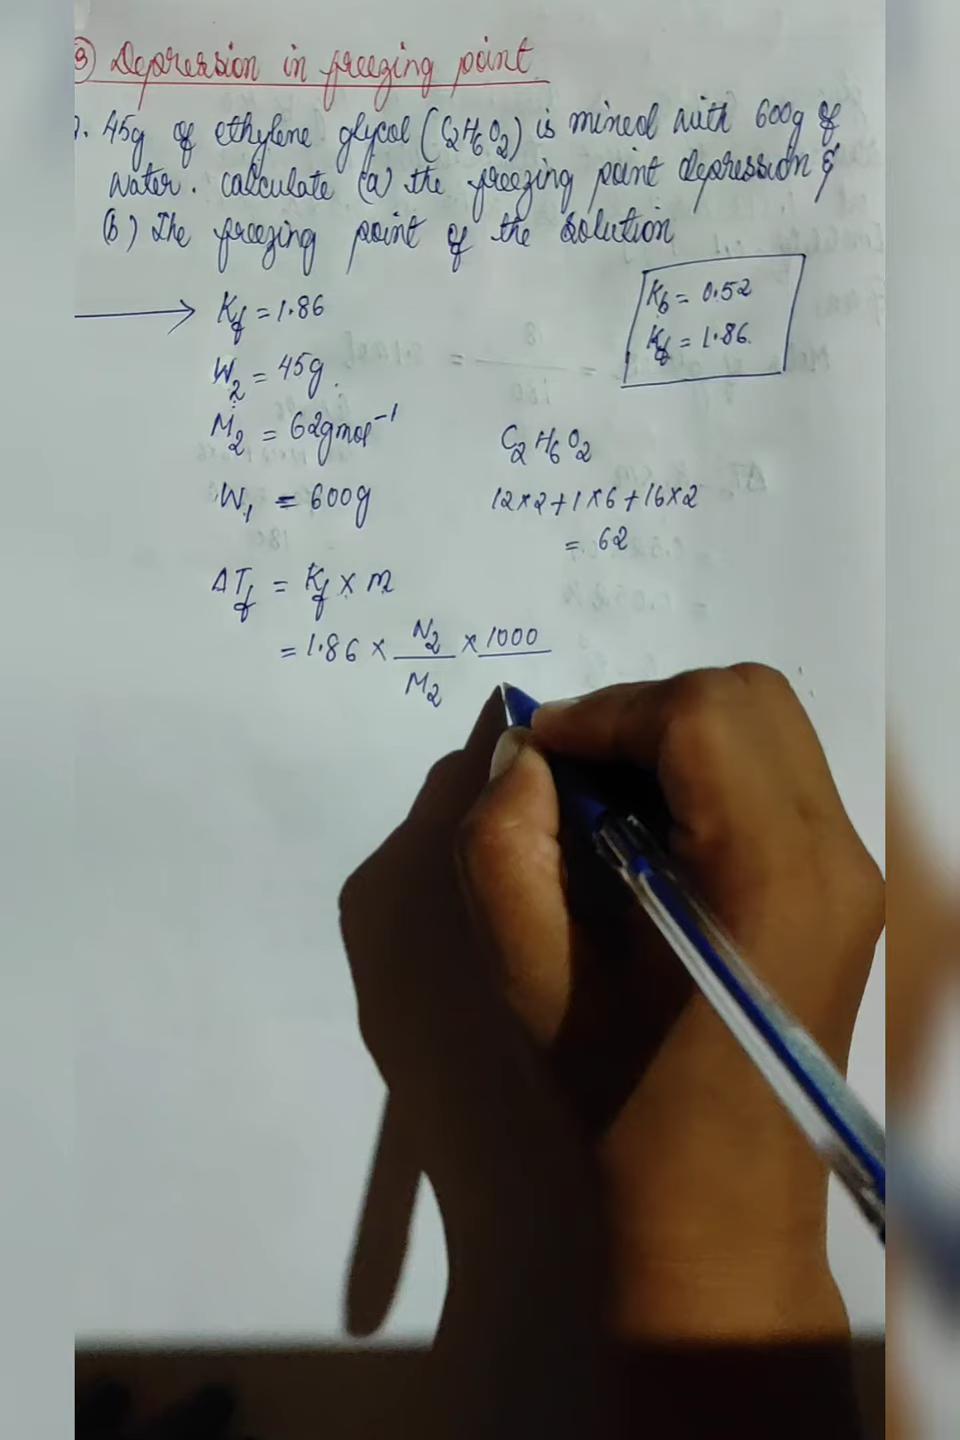 3) Depression in freezing point
45g of ethylene glycol (C2H6O2) is mixed with 600g of
water. calculate (a) the freezing point depression &
(b) The freezing point of the solution
Kf = 1.86
Kb = 0.52
Kf = 1.86.
W2 = 45g.
M2 = 62gmol⁻¹
C2H6O2
W1 = 600g
12×2+1×6+16×2
= 62
ΔTf = Kf × m
= 1.86 × W2/M2 × 1000